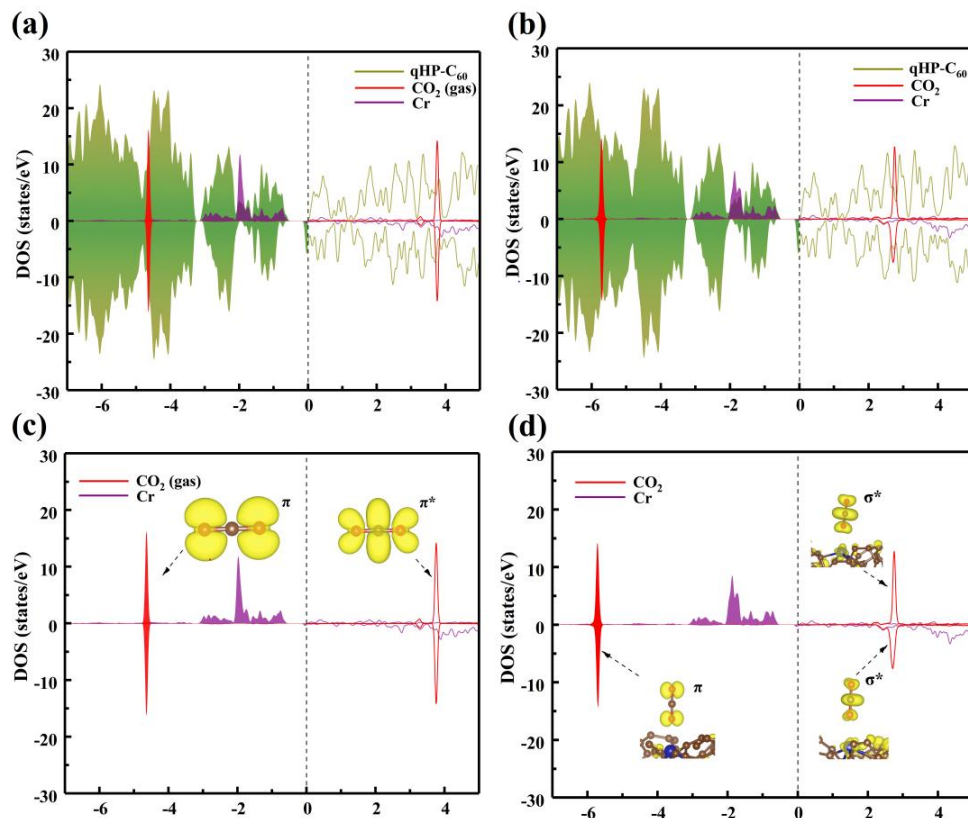 (a)
30
20
10
0
-10
-20
-30
DOS (states/eV)
qHP-C₆₀
CO₂ (gas)
Cr
-6 -4 -2 0 2 4
(b)
30
20
10
0
-10
-20
-30
DOS (states/eV)
qHP-C₆₀
CO₂
Cr
-6 -4 -2 0 2 4
(c)
30
20
10
0
-10
-20
-30
DOS (states/eV)
CO₂ (gas)
Cr
π
π*
-6 -4 -2 0 2 4
(d)
30
20
10
0
-10
-20
-30
DOS (states/eV)
CO₂
Cr
σ*
π
σ*
-6 -4 -2 0 2 4